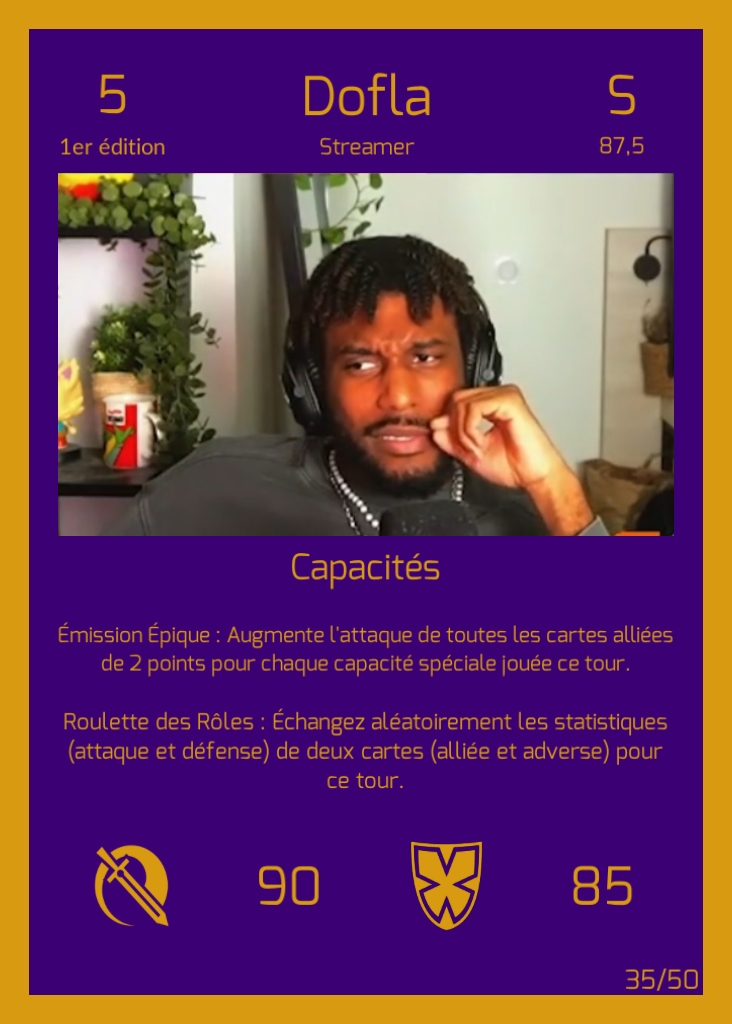 5 Dofla S
1er édition Streamer 87,5
Capacités
Émission Épique : Augmente l'attaque de toutes les cartes alliées
de 2 points pour chaque capacité spéciale jouée ce tour.
Roulette des Rôles : Échangez aléatoirement les statistiques
(attaque et défense) de deux cartes (alliée et adverse) pour
ce tour.
90 85
35/50